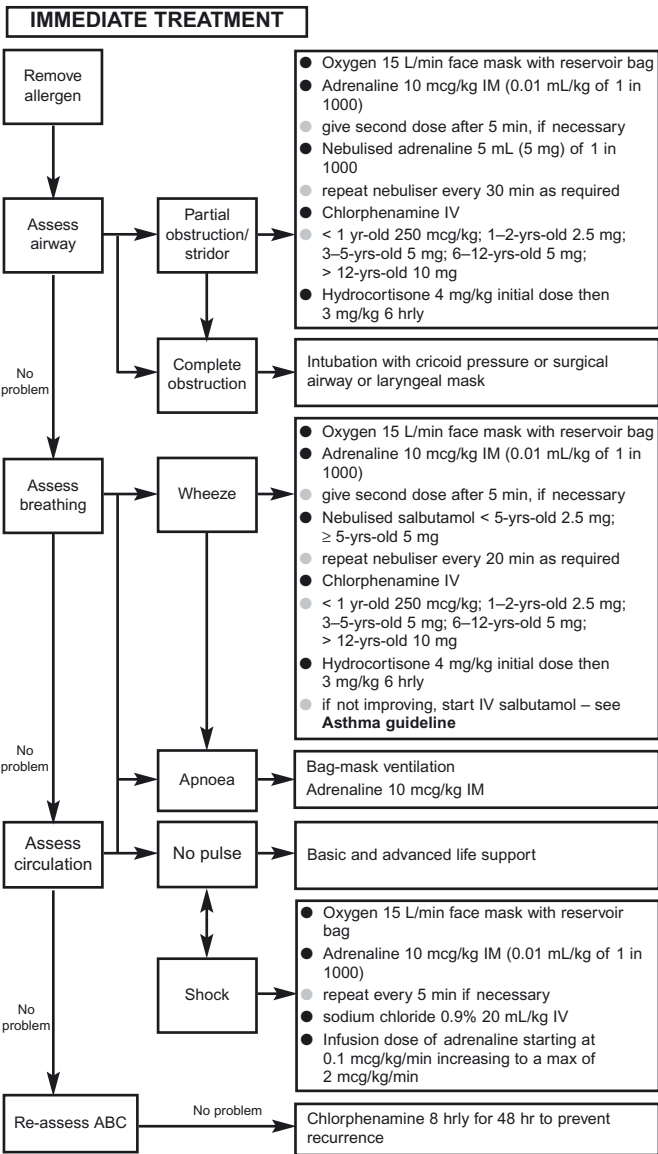 IMMEDIATE TREATMENT
Remove
allergen
● Oxygen 15 L/min face mask with reservoir bag
● Adrenaline 10 mcg/kg IM (0.01 mL/kg of 1 in
1000)
● give second dose after 5 min, if necessary
● Nebulised adrenaline 5 mL (5 mg) of 1 in
1000
● repeat nebuliser every 30 min as required
● Chlorphenamine IV
● < 1 yr-old 250 mcg/kg; 1–2-yrs-old 2.5 mg;
3–5-yrs-old 5 mg; 6–12-yrs-old 5 mg;
> 12-yrs-old 10 mg
● Hydrocortisone 4 mg/kg initial dose then
3 mg/kg 6 hrly
Assess
airway
Partial
obstruction/
stridor
No
problem
Complete
obstruction
Intubation with cricoid pressure or surgical
airway or laryngeal mask
Assess
breathing
Wheeze
● Oxygen 15 L/min face mask with reservoir bag
● Adrenaline 10 mcg/kg IM (0.01 mL/kg of 1 in
1000)
● give second dose after 5 min, if necessary
● Nebulised salbutamol < 5-yrs-old 2.5 mg;
≥ 5-yrs-old 5 mg
● repeat nebuliser every 20 min as required
● Chlorphenamine IV
● < 1 yr-old 250 mcg/kg; 1–2-yrs-old 2.5 mg;
3–5-yrs-old 5 mg; 6–12-yrs-old 5 mg;
> 12-yrs-old 10 mg
● Hydrocortisone 4 mg/kg initial dose then
3 mg/kg 6 hrly
● if not improving, start IV salbutamol – see
Asthma guideline
No
problem
Apnoea
Bag-mask ventilation
Adrenaline 10 mcg/kg IM
Assess
circulation
No pulse
Basic and advanced life support
No
problem
Shock
● Oxygen 15 L/min face mask with reservoir
bag
● Adrenaline 10 mcg/kg IM (0.01 mL/kg of 1 in
1000)
● repeat every 5 min if necessary
● sodium chloride 0.9% 20 mL/kg IV
● Infusion dose of adrenaline starting at
0.1 mcg/kg/min increasing to a max of
2 mcg/kg/min
Re-assess ABC
No problem
Chlorphenamine 8 hrly for 48 hr to prevent
recurrence